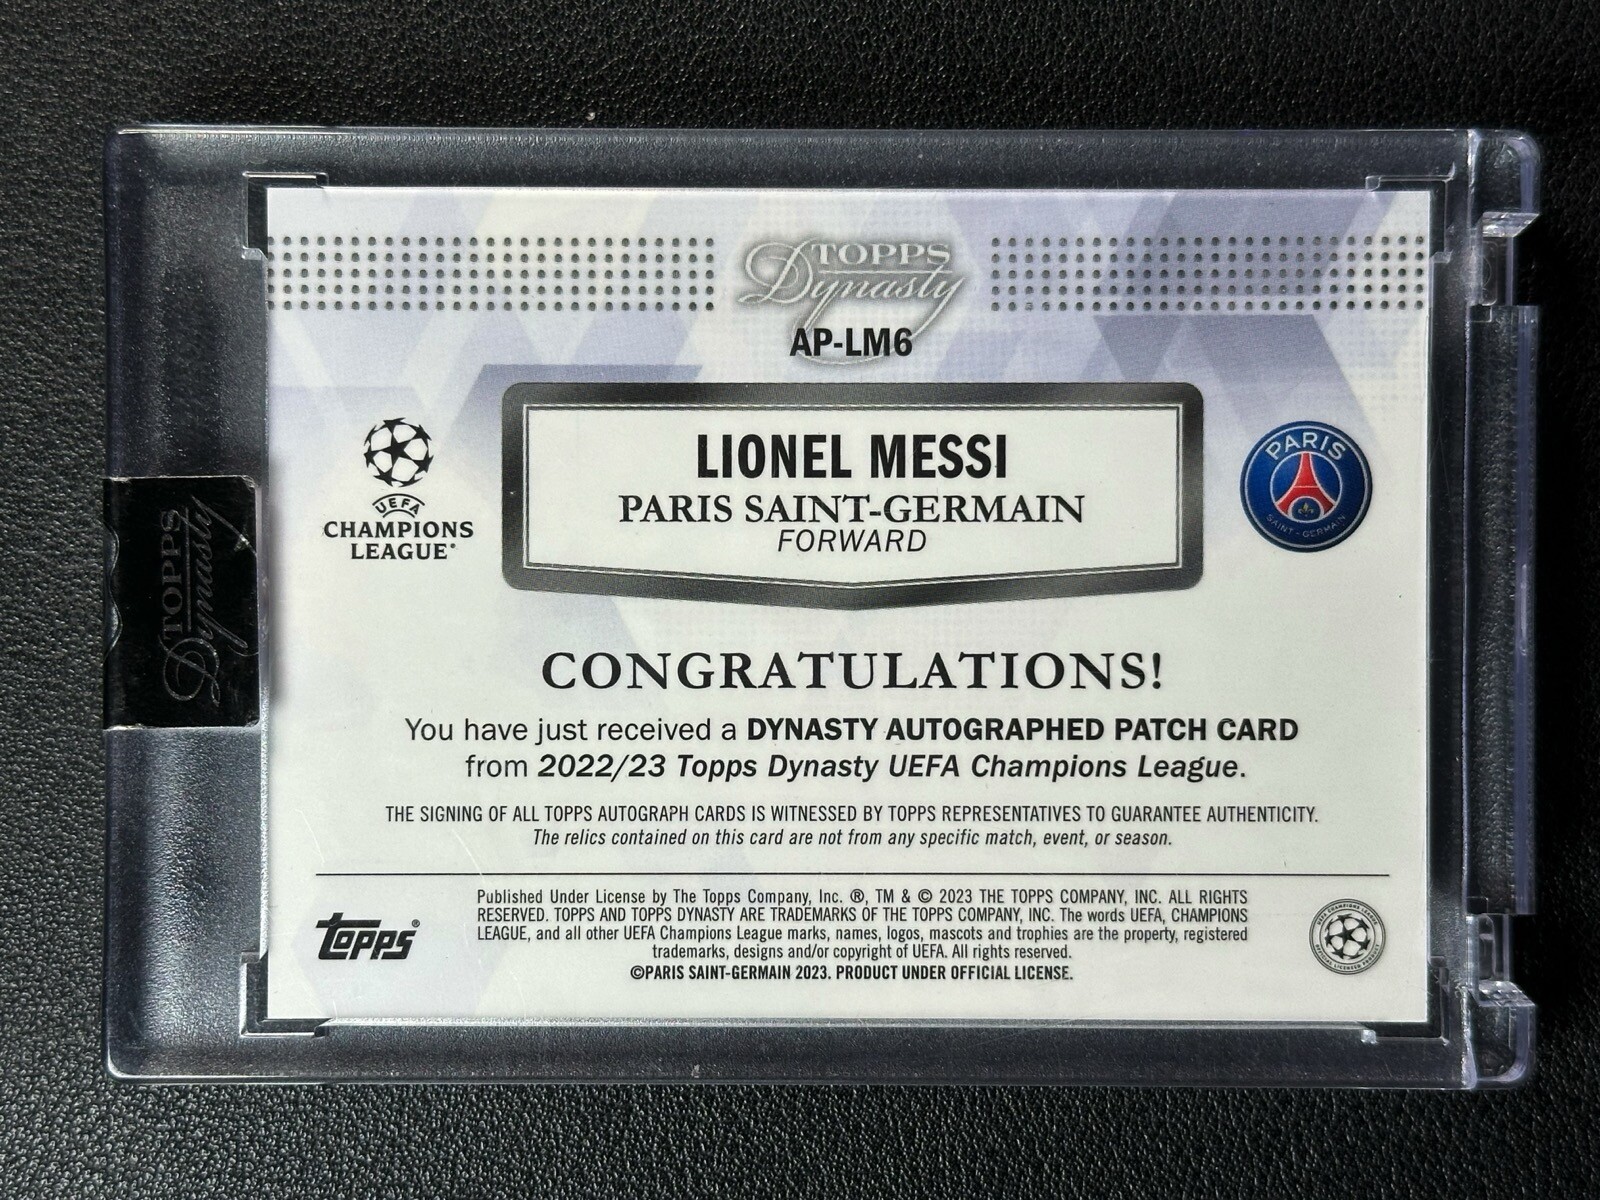 TOPPS
Dynasty
AP-LM6
LIONEL MESSI
PARIS SAINT-GERMAIN
FORWARD
UEFA
CHAMPIONS
LEAGUE
PARIS
SAINT-GERMAIN
TOPPS
Dynasty
CONGRATULATIONS!
You have just received a DYNASTY AUTOGRAPHED PATCH CARD
from 2022/23 Topps Dynasty UEFA Champions League.
THE SIGNING OF ALL TOPPS AUTOGRAPH CARDS IS WITNESSED BY TOPPS REPRESENTATIVES TO GUARANTEE AUTHENTICITY.
The relics contained on this card are not from any specific match, event, or season.
Published Under License by The Topps Company, Inc. ®, TM & © 2023 THE TOPPS COMPANY, INC. ALL RIGHTS
RESERVED. TOPPS AND TOPPS DYNASTY ARE TRADEMARKS OF THE TOPPS COMPANY, INC. The words UEFA, CHAMPIONS
LEAGUE, and all other UEFA Champions League marks, names, logos, mascots and trophies are the property, registered
trademarks, designs and/or copyright of UEFA. All rights reserved.
©PARIS SAINT-GERMAIN 2023. PRODUCT UNDER OFFICIAL LICENSE.
topps®